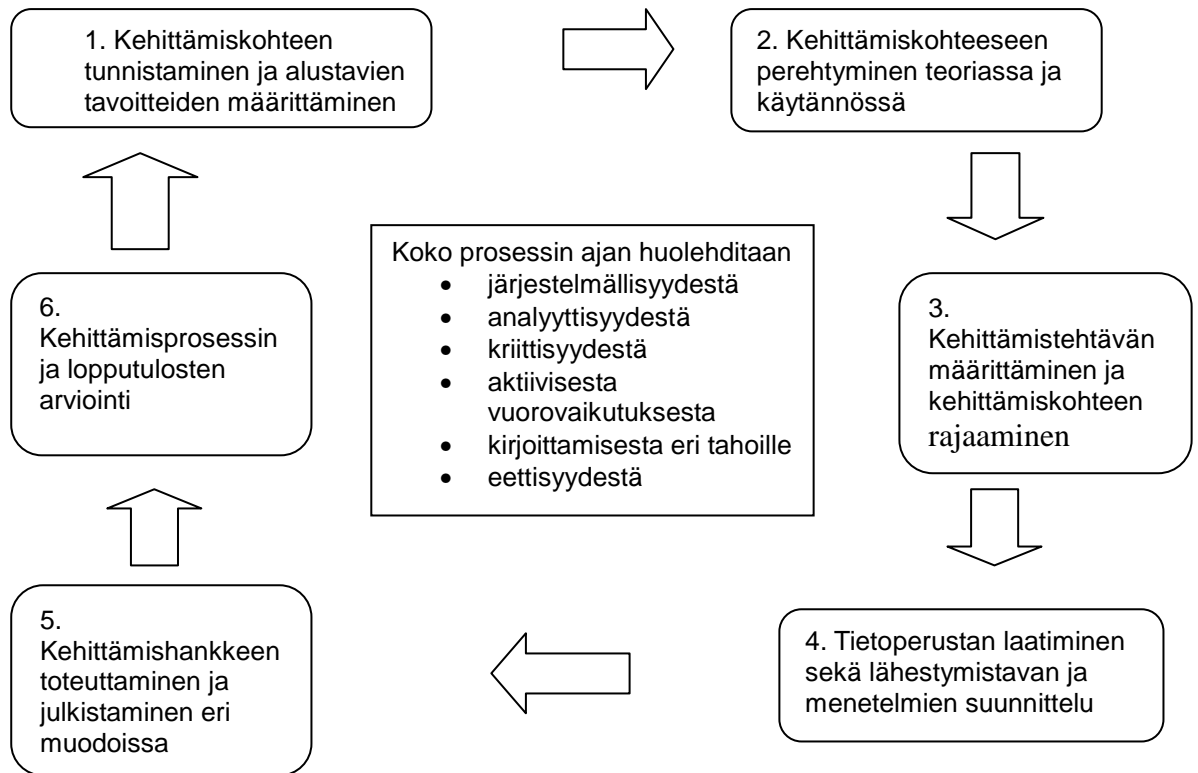 1. Kehittämiskohteen
tunnistaminen ja alustavien
tavoitteiden määrittäminen
2. Kehittämiskohteeseen
perehtyminen teoriassa ja
käytännössä
3.
Kehittämistehtävän
määrittäminen ja
kehittämiskohteen
rajaaminen
4. Tietoperustan laatiminen
sekä lähestymistavan ja
menetelmien suunnittelu
5.
Kehittämishankkeen
toteuttaminen ja
julkistaminen eri
muodoissa
6.
Kehittämisprosessin
ja lopputulosten
arviointi
Koko prosessin ajan huolehditaan
• järjestelmällisyydestä
• analyyttisyydestä
• kriittisyydestä
• aktiivisesta
vuorovaikutuksesta
• kirjoittamisesta eri tahoille
• eettisyydestä